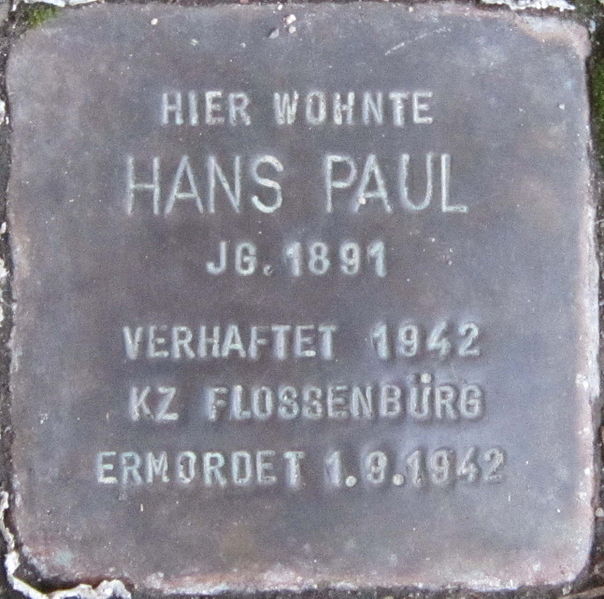 HIER WOHNTE
HANS PAUL
JG. 1891
VERHAFTET 1942
KZ FLOSSENBÜRG
ERMORDET 1.9.1942